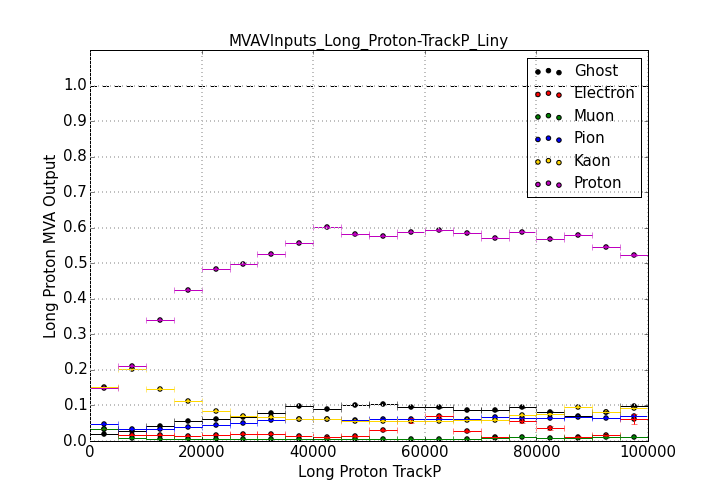 MVAVInputs_Long_Proton-TrackP_Liny
1.0
0.9
0.8
0.7
0.6
0.5
0.4
0.3
0.2
0.1
0.0
Long Proton MVA Output
Ghost
Electron
Muon
Pion
Kaon
Proton
0 20000 40000 60000 80000 100000
Long Proton TrackP